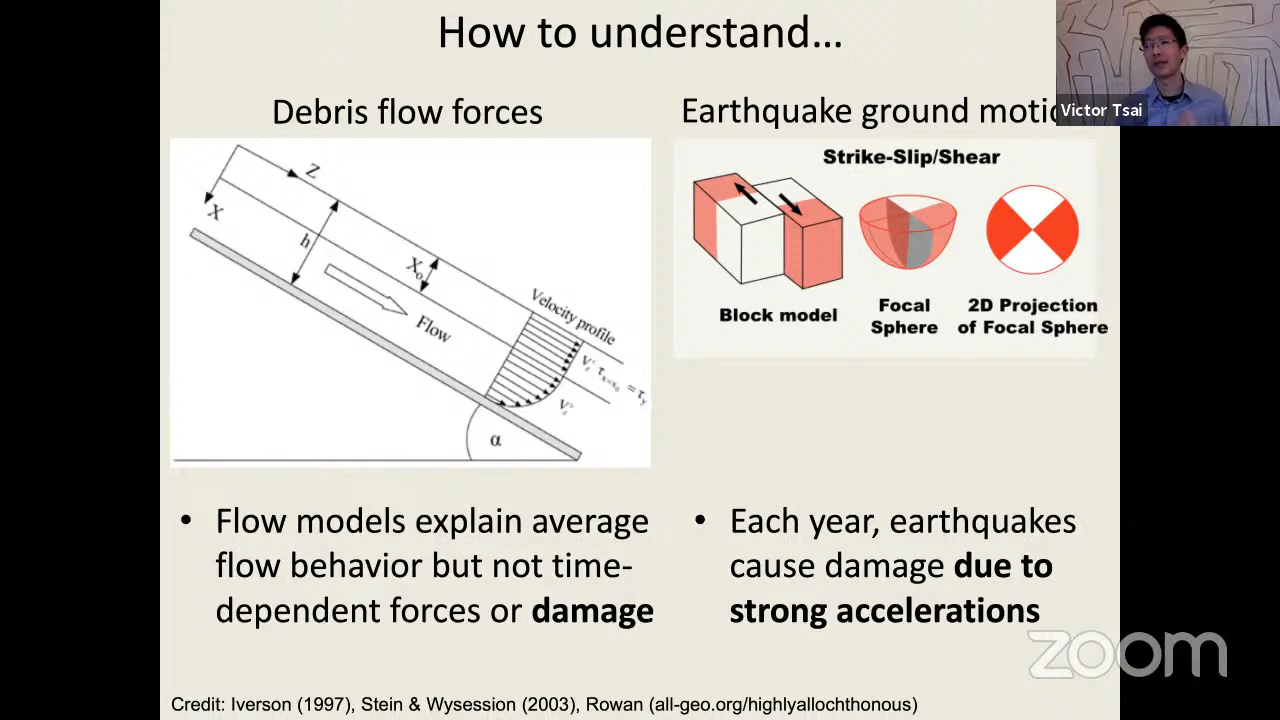 How to understand…
Victor Tsai
Debris flow forces
Earthquake ground motio
Z
X
h
X₀
Flow
Velocity profile
α
Strike-Slip/Shear
Block model
Focal
Sphere
2D Projection
of Focal Sphere
• Flow models explain average
flow behavior but not time-
dependent forces or damage
• Each year, earthquakes
cause damage due to
strong accelerations
zoom
Credit: Iverson (1997), Stein & Wysession (2003), Rowan (all-geo.org/highlyallochthonous)